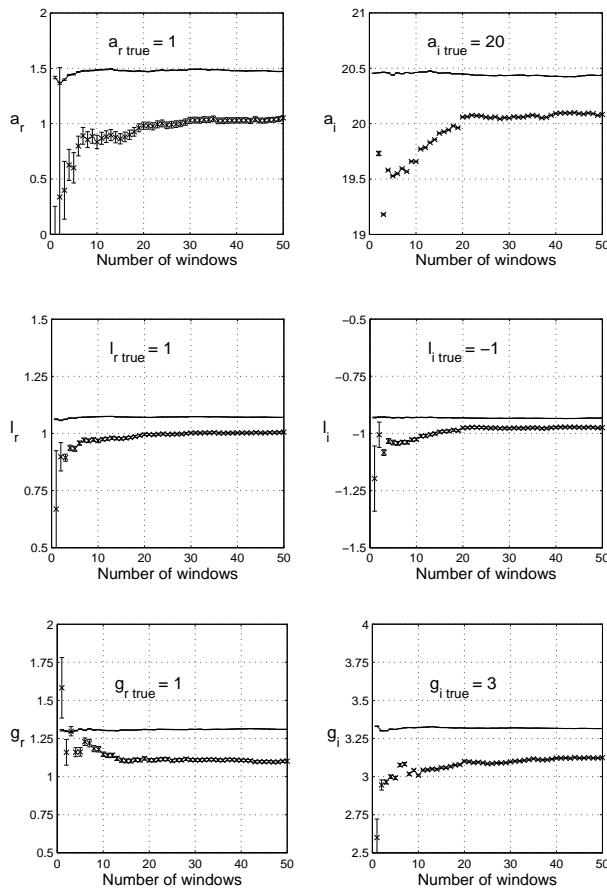 a_r true = 1
2
1.5
1
0.5
0
a_r
0 10 20 30 40 50
Number of windows
a_i true = 20
21
20.5
20
19.5
19
a_i
0 10 20 30 40 50
Number of windows
l_r true = 1
1.5
1.25
1
0.75
0.5
l_r
0 10 20 30 40 50
Number of windows
l_i true = −1
−0.5
−0.75
−1
−1.25
−1.5
l_i
0 10 20 30 40 50
Number of windows
g_r true = 1
2
1.75
1.5
1.25
1
0.75
0.5
g_r
0 10 20 30 40 50
Number of windows
g_i true = 3
4
3.75
3.5
3.25
3
2.75
2.5
g_i
0 10 20 30 40 50
Number of windows